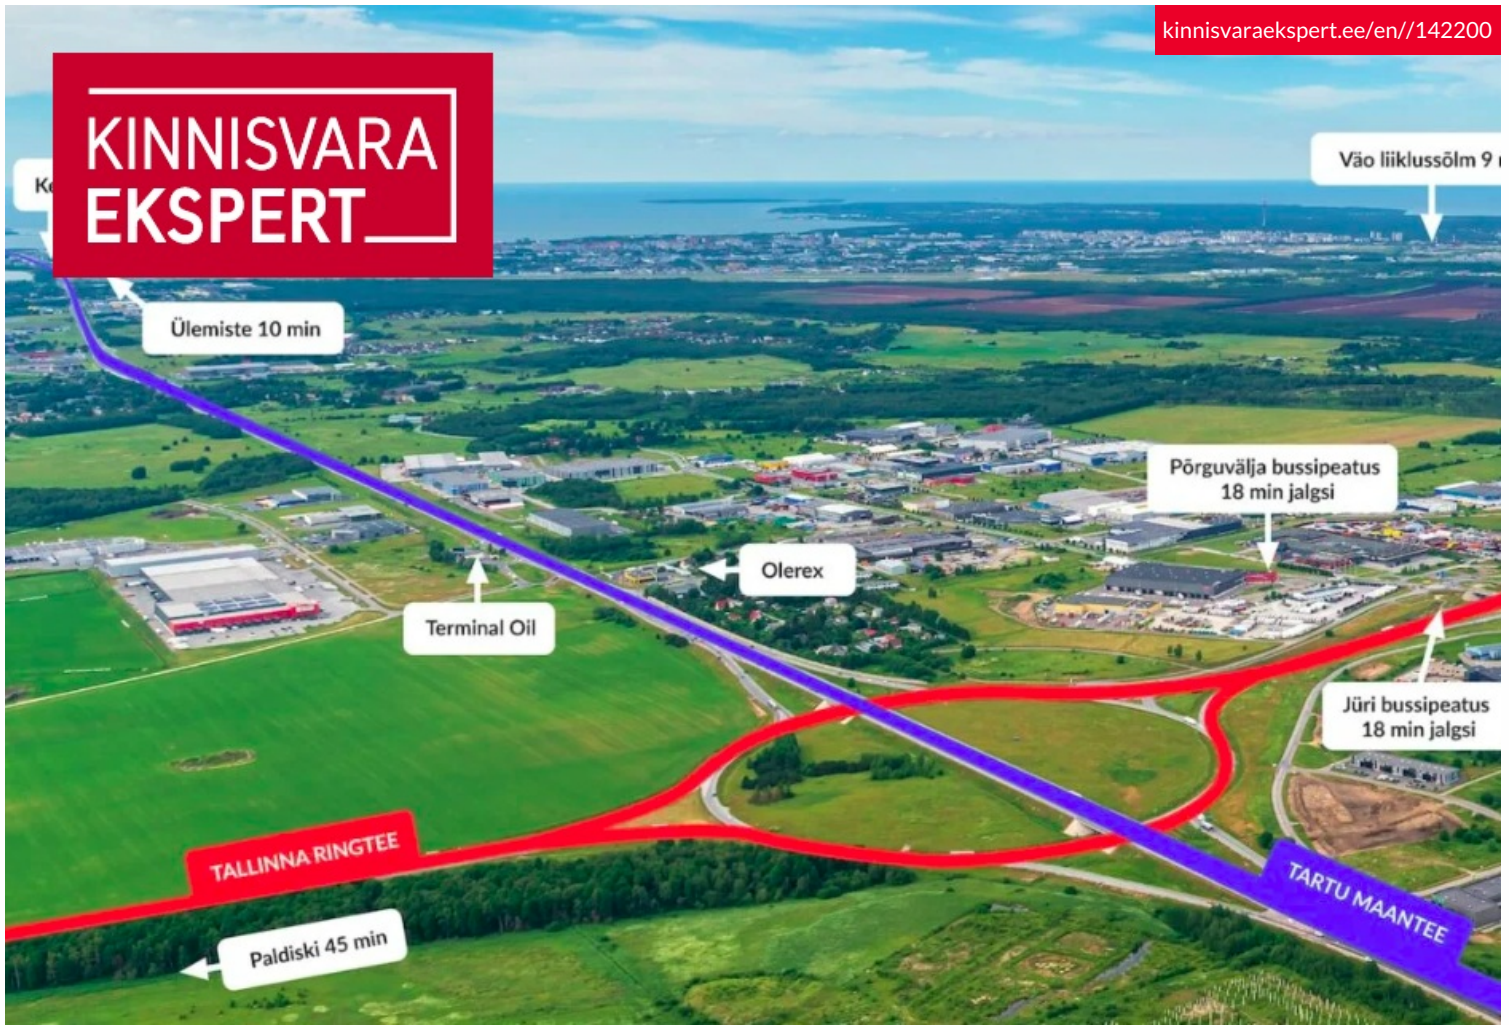 kinnisvaraekspert.ee/en//142200
KINNISVARA
EKSPERT
Väo liiklussõlm 9
Ülemiste 10 min
Põrguvälja bussipeatus
18 min jalgsi
Olerex
Terminal Oil
Jüri bussipeatus
18 min jalgsi
TALLINNA RINGTEE
TARTU MAANTEE
Paldiski 45 min